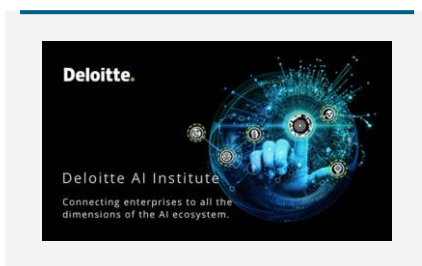 Deloitte.
Deloitte AI Institute
Connecting enterprises to all the
dimensions of the AI ecosystem.